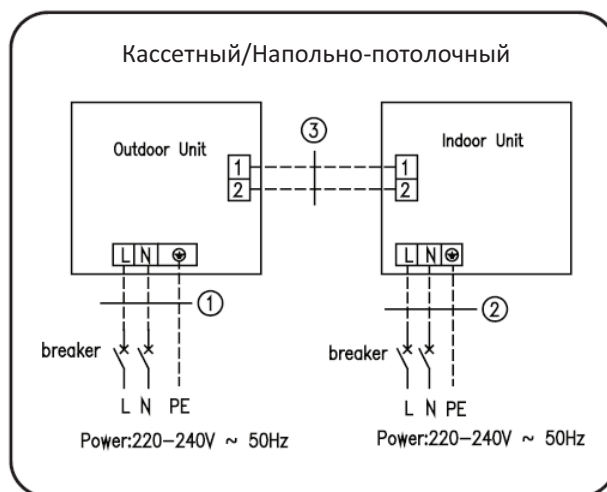 Кассетный/Напольно-потолочный
Outdoor Unit
Indoor Unit
3
1
2
1
2
L N
L N
1
2
breaker
breaker
L N PE
L N PE
Power:220-240V ~ 50Hz
Power:220-240V ~ 50Hz